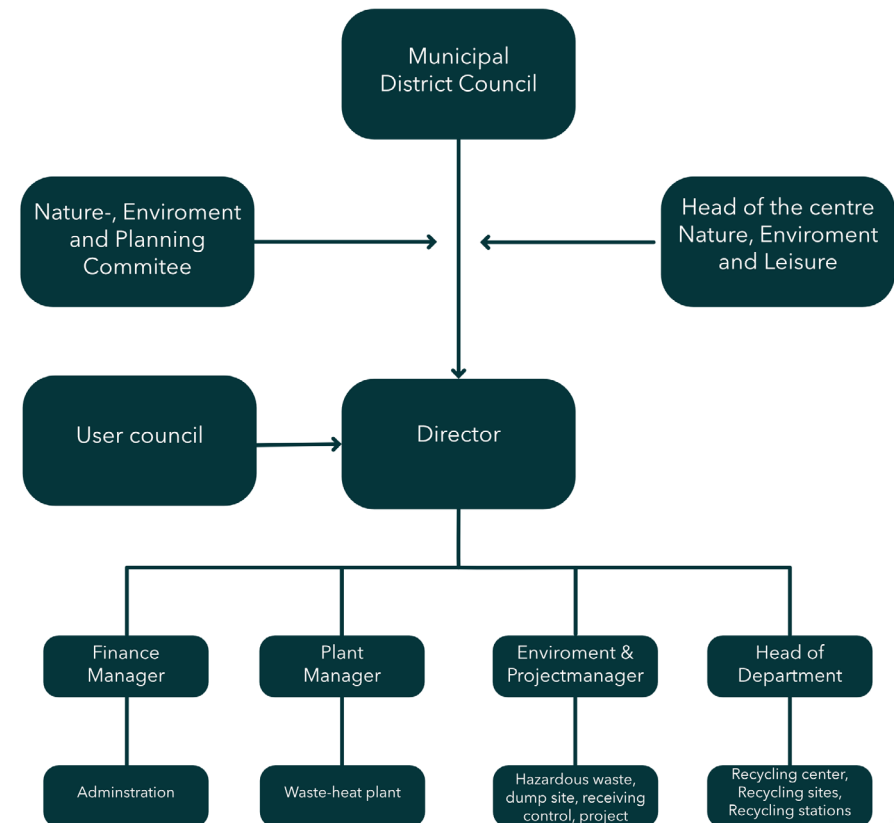 Municipal
District Council
Nature-, Enviroment
and Planning
Commitee
Head of the centre
Nature, Enviroment
and Leisure
User council
Director
Finance
Manager
Plant
Manager
Enviroment &
Projectmanager
Head of
Department
Adminstration
Waste-heat plant
Hazardous waste,
dump site, receiving
control, project
Recycling center,
Recycling sites,
Recycling stations